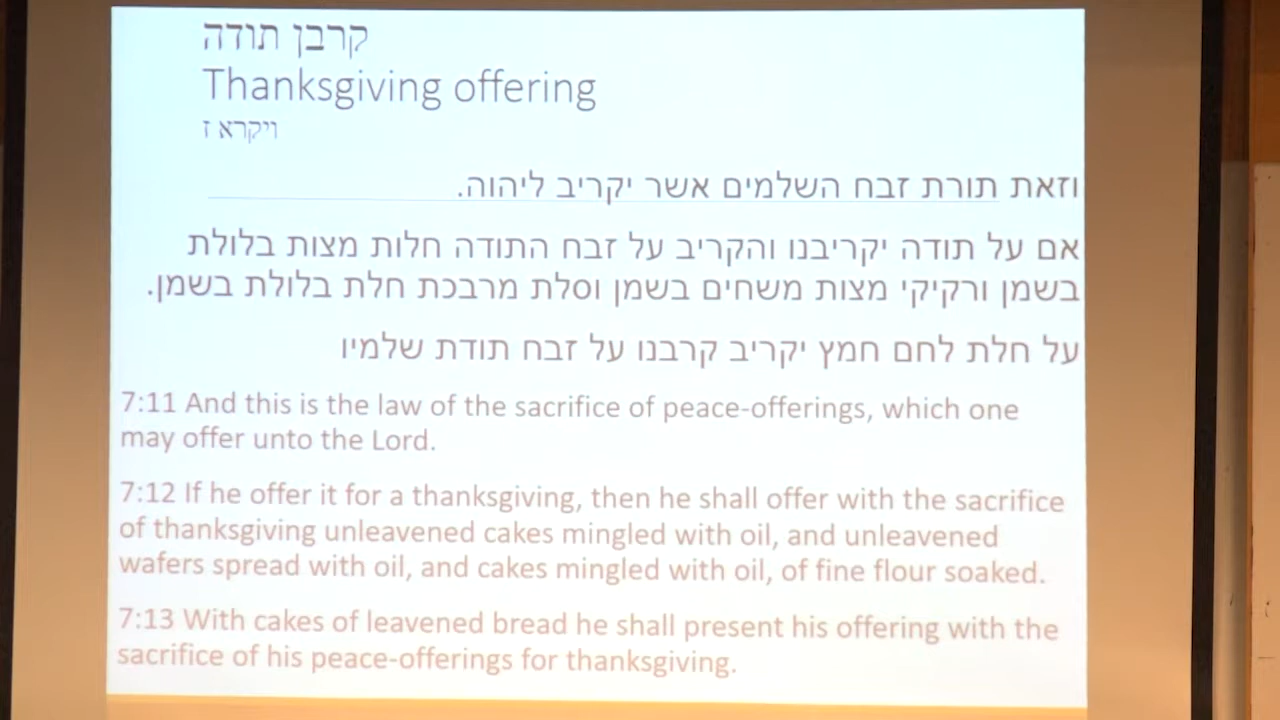 קרבן תודה
Thanksgiving offering
ויקרא ז
וזאת תורת זבח השלמים אשר יקריב ליהוה.
אם על תודה יקריבנו והקריב על זבח התודה חלות מצות בלולת
בשמן ורקיקי מצות משחים בשמן וסלת מרבכת חלת בלולת בשמן.
על חלת לחם חמץ יקריב קרבנו על זבח תודת שלמיו
7:11 And this is the law of the sacrifice of peace-offerings, which one
may offer unto the Lord.
7:12 If he offer it for a thanksgiving, then he shall offer with the sacrifice
of thanksgiving unleavened cakes mingled with oil, and unleavened
wafers spread with oil, and cakes mingled with oil, of fine flour soaked.
7:13 With cakes of leavened bread he shall present his offering with the
sacrifice of his peace-offerings for thanksgiving.